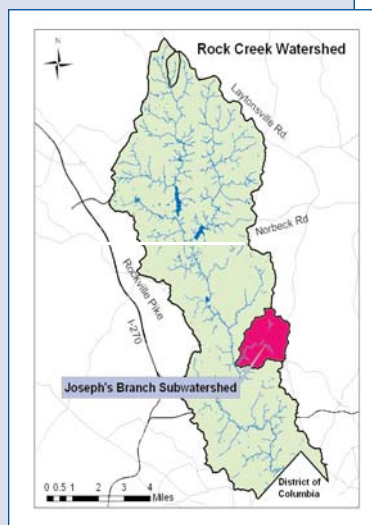 Rock Creek Watershed
N
Laytonsville Rd.
Norbeck Rd
Rockville Pike
I-270
Joseph's Branch Subwatershed
District of
Columbia
0 0.5 1 2 3 4
Miles